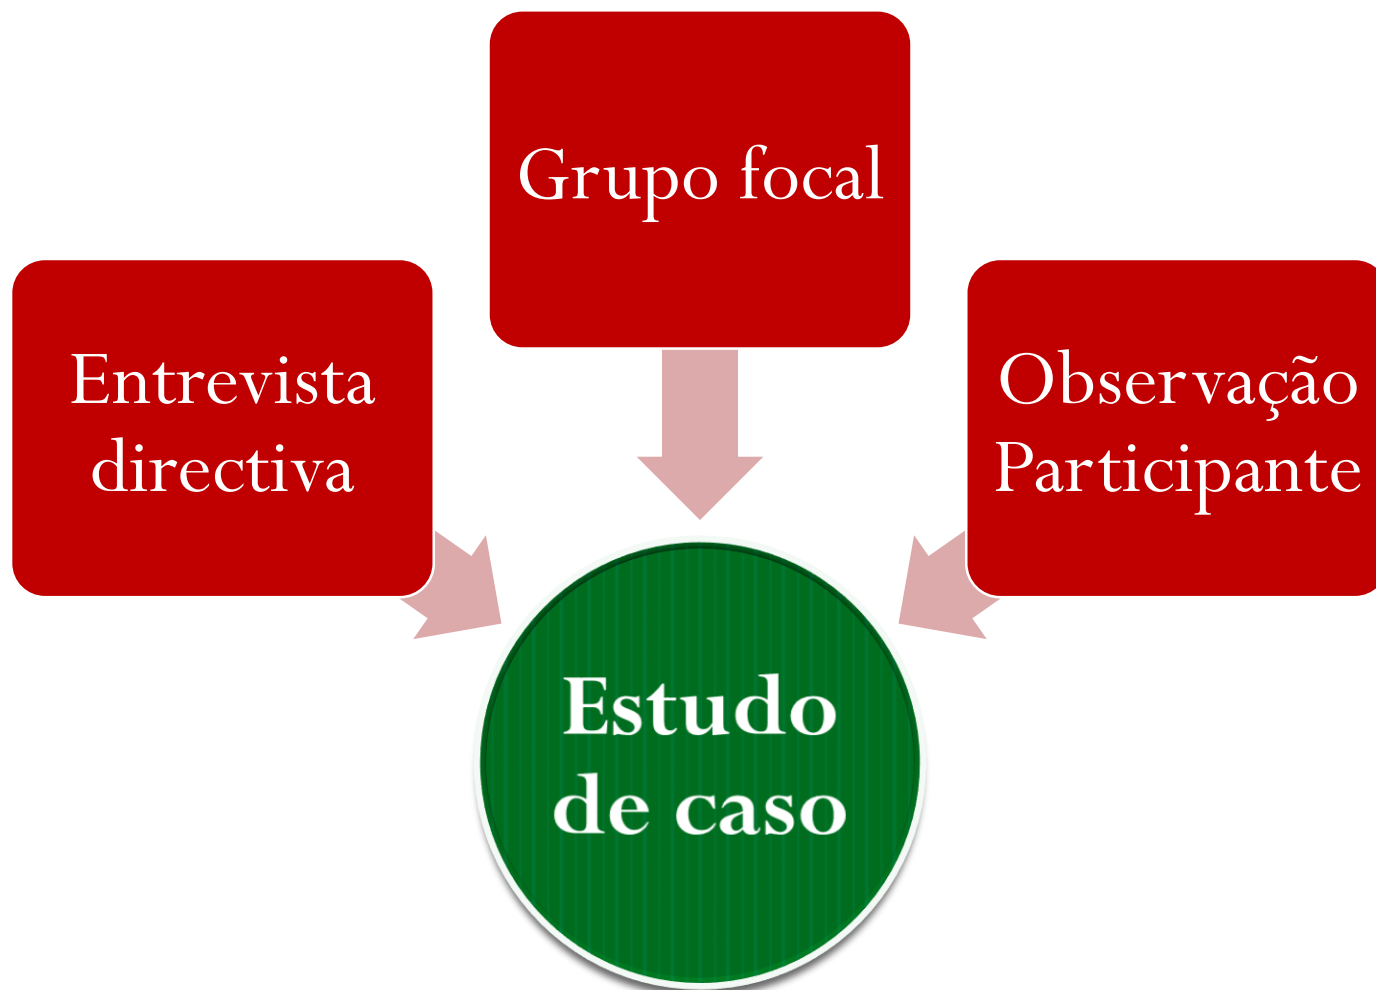 Grupo focal
Entrevista
directiva
Observação
Participante
Estudo
de caso